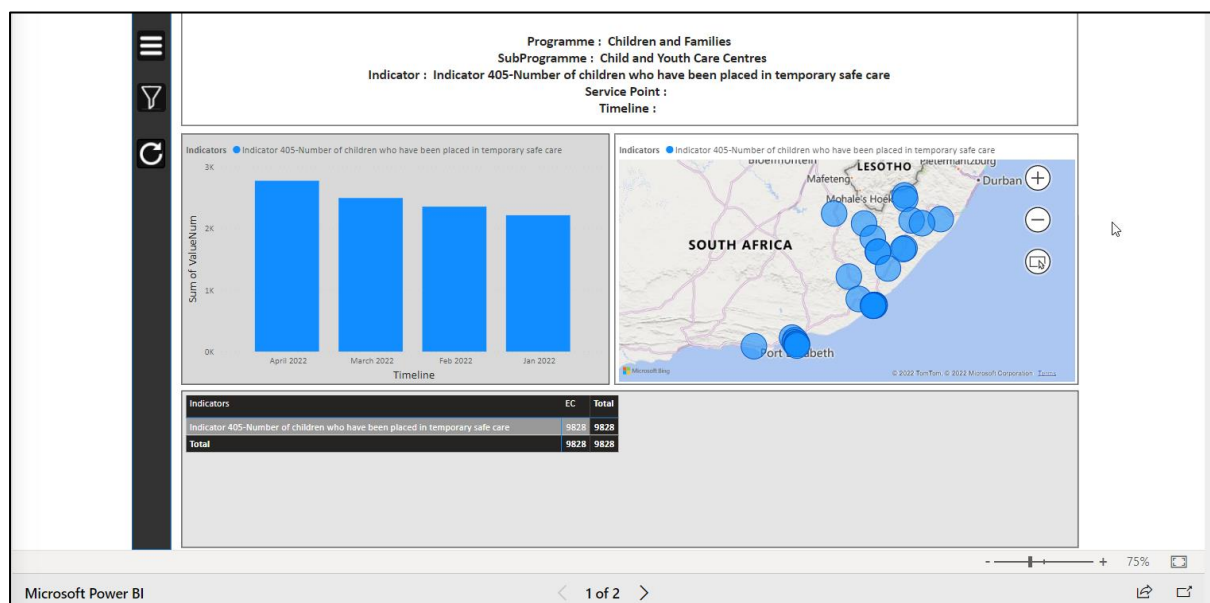 Programme : Children and Families
SubProgramme : Child and Youth Care Centres
Indicator : Indicator 405-Number of children who have been placed in temporary safe care
Service Point :
Timeline :
Indicators Indicator 405-Number of children who have been placed in temporary safe care
3K
2K
1K
0K
Sum of ValueNum
April 2022 March 2022 Feb 2022 Jan 2022
Timeline
Indicators Indicator 405-Number of children who have been placed in temporary safe care
Bloemfontein
LESOTHO
Pietermaritzburg
Mafeteng
Durban
Mohale's Hoek
SOUTH AFRICA
Microsoft Bing
© 2022 TomTom, © 2022 Microsoft Corporation Terms
Indicators EC Total
Indicator 405-Number of children who have been placed in temporary safe care 9828 9828
Total 9828 9828
- + 75%
Microsoft Power BI
1 of 2